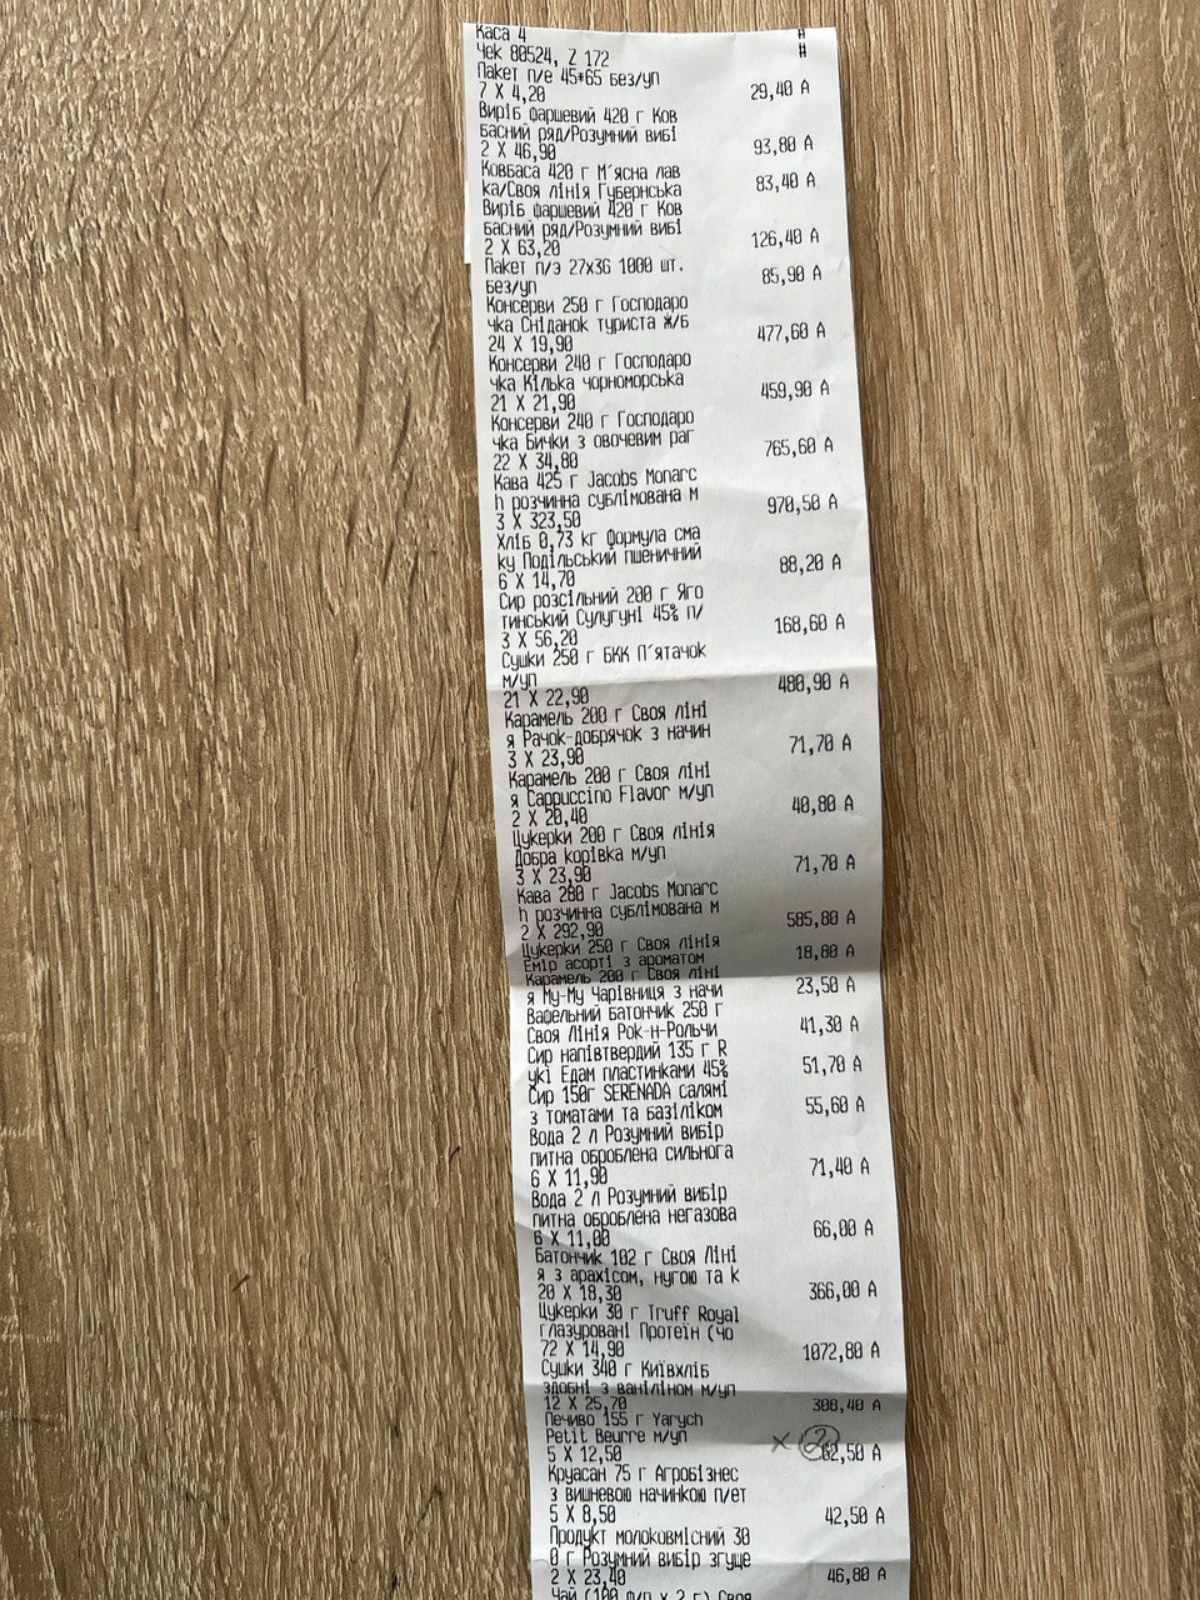 Каса 4 #
Чек 80524, Z 172 #
Пакет п/е 45*65 без/уп
7 X 4,20 29,40 А
Виріб фаршевий 420 г Ков
басний ряд/Розумний вибі
2 X 46,90 93,80 А
Ковбаса 420 г М´ясна лав
ка/Своя лінія Губернська 83,40 А
Виріб фаршевий 420 г Ков
басний ряд/Розумний вибі
2 X 63,20 126,40 А
Пакет п/э 27x36 1000 шт.
без/уп 85,90 А
Консерви 250 г Господаро
чка Сніданок туриста ж/б
24 X 19,90 477,60 А
Консерви 240 г Господаро
чка Кілька чорноморська
21 X 21,90 459,90 А
Консерви 240 г Господаро
чка Бички з овочевим раг
22 X 34,80 765,60 А
Кава 425 г Jacobs Monarc
h розчинна сублімована м
3 X 323,50 970,50 А
Хліб 0,73 кг Формула сма
ку Подільський пшеничний
6 X 14,70 88,20 А
Сир розсільний 200 г Яго
тинський Сулугуні 45% п/
3 X 56,20 168,60 А
Сушки 250 г БКК П´ятачок
м/уп
21 X 22,90 480,90 А
Карамель 200 г Своя ліні
я Рачок-добрячок з начин
3 X 23,90 71,70 А
Карамель 200 г Своя ліні
я Cappuccino Flavor м/уп
2 X 20,40 40,80 А
Цукерки 200 г Своя лінія
Добра корівка м/уп
3 X 23,90 71,70 А
Кава 280 г Jacobs Monarc
h розчинна сублімована м
2 X 292,90 585,80 А
Цукерки 250 г Своя лінія
Емір асорті з ароматом 18,80 А
Карамель 200 г Своя ліні
я Му-Му Чарівниця з начи 23,50 А
Вафельний батончик 250 г
Своя Лінія Рок-н-Рольчи 41,30 А
Сир напівтвердий 135 г R
укі Едам пластинками 45% 51,70 А
Сир 150г SERENADA салямі
з томатами та базіліком 55,60 А
Вода 2 л Розумний вибір
питна оброблена сильнога
6 X 11,90 71,40 А
Вода 2 л Розумний вибір
питна оброблена негазова
6 X 11,00 66,00 А
Батончик 102 г Своя Ліні
я з арахісом, нугою та к
20 X 18,30 366,00 А
Цукерки 30 г Truff Royal
глазуровані Протеїн (чо
72 X 14,90 1072,80 А
Сушки 340 г Київхліб
здобні з ваніліном м/уп
12 X 25,70 308,40 А
Печиво 155 г Yarych
Petit Beurre м/уп × 2
5 X 12,50 62,50 А
Круасан 75 г Агробізнес
з вишневою начинкою п/ет
5 X 8,50 42,50 А
Продукт молоковмісний 30
0 г Розумний вибір згуще
2 X 23,40 46,80 А
Чай (100 ф/п x 2 г) Своя